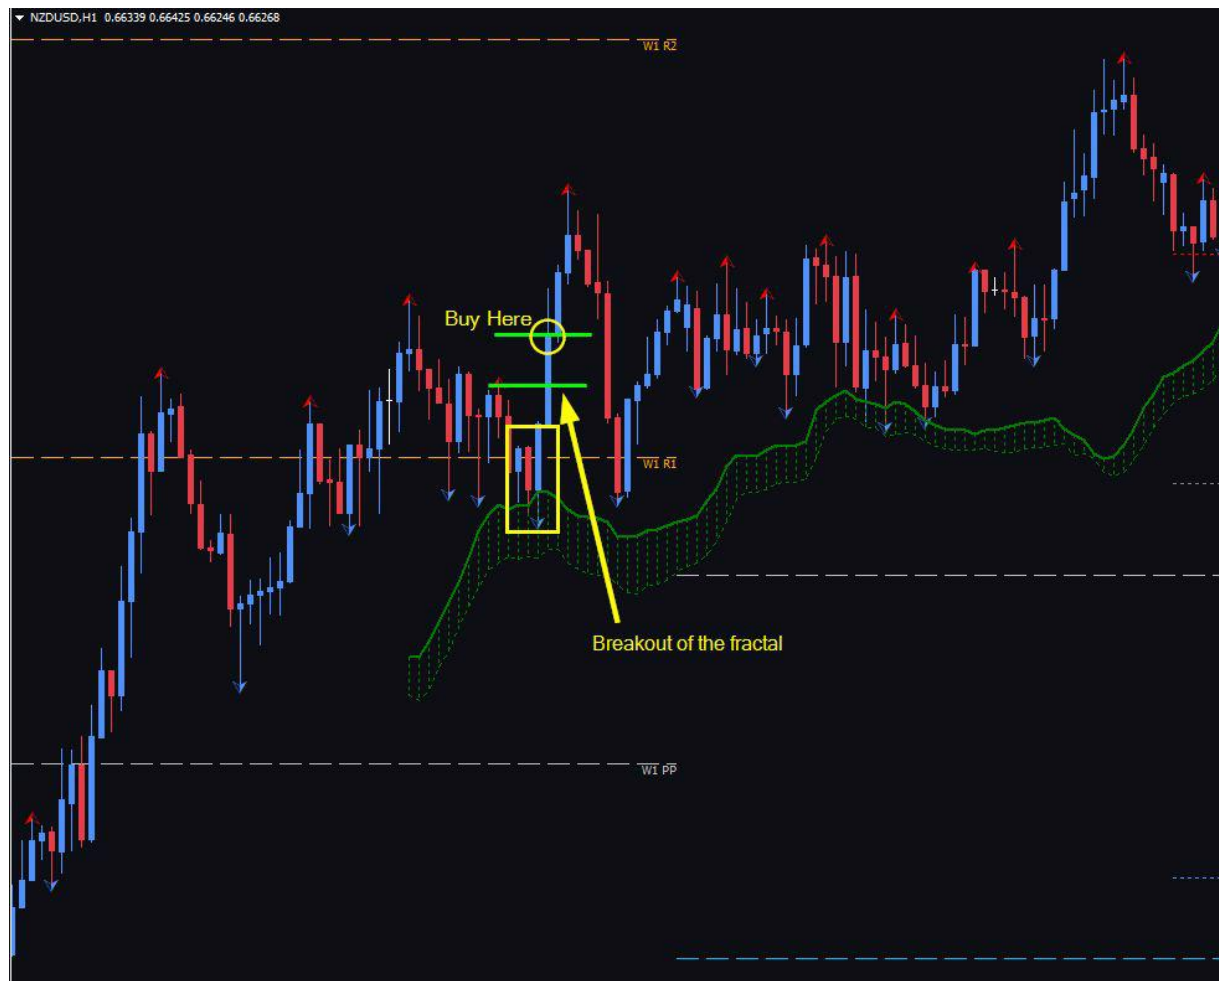 NZDUSD,H1 0.66339 0.66425 0.66246 0.66268
W1 R2
Buy Here
W1 R1
Breakout of the fractal
W1 PP